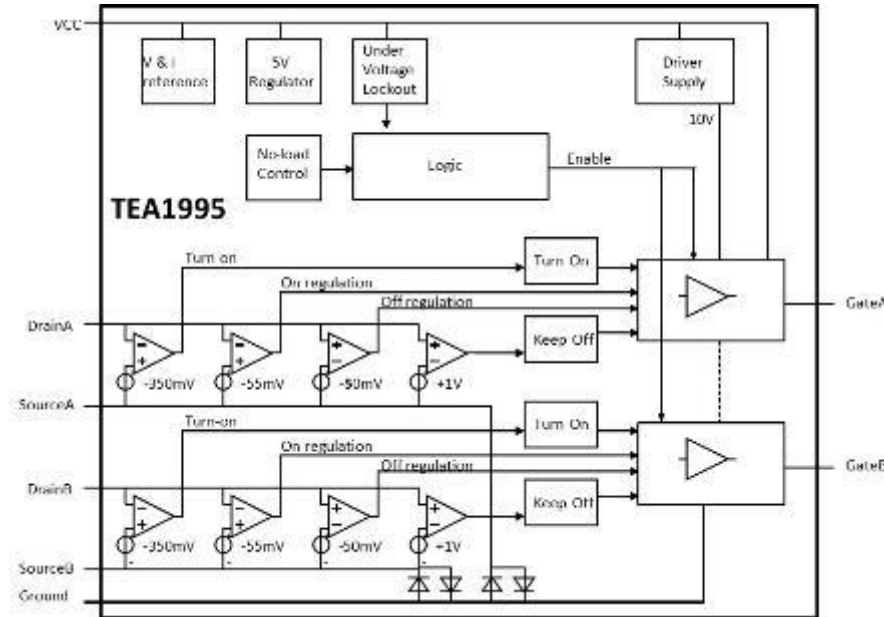 VCC
V & I
reference
5V
Regulator
Under
Voltage
Lockout
Driver
Supply
10V
No-load
Control
Logic
Enable
TEA1995
Turn on
Turn On
On regulation
Off regulation
GateA
DrainA
Keep Off
-350mV
-55mV
-50mV
+1V
SourceA
Turn-on
Turn On
On regulation
Off regulation
GateB
DrainB
Keep Off
-350mV
-55mV
-50mV
+1V
SourceB
Ground